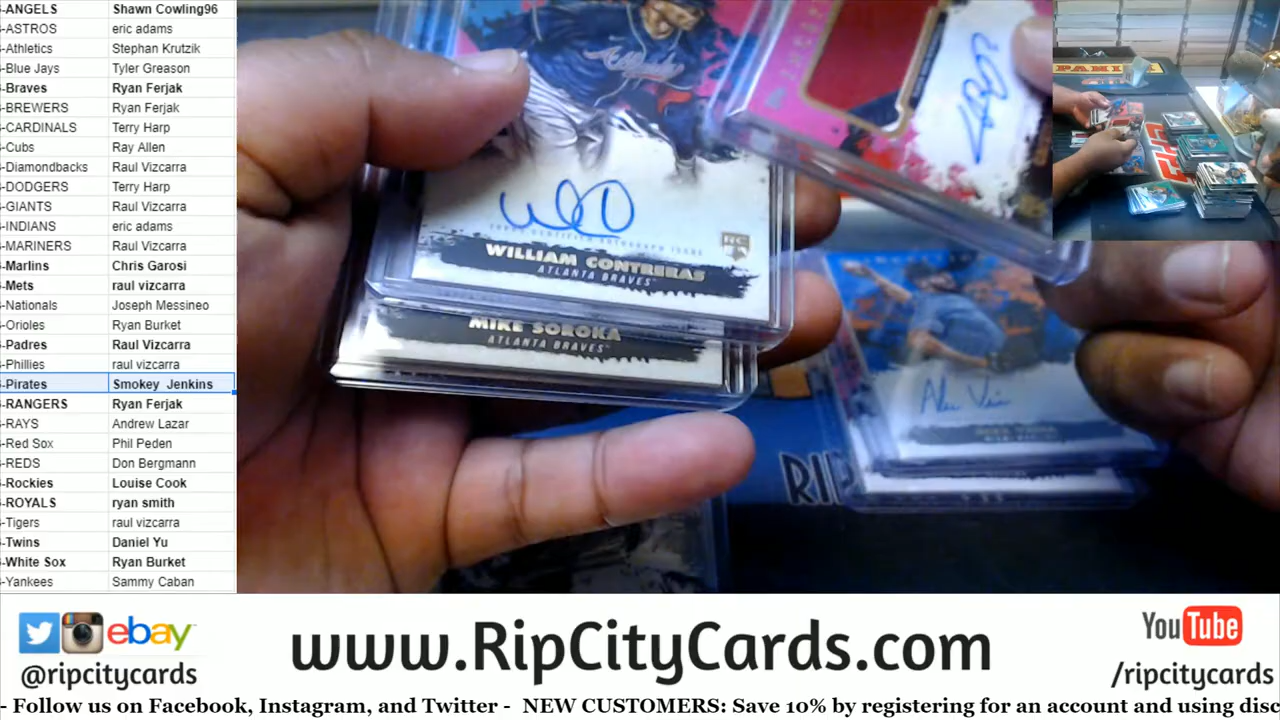 -ANGELS Shawn Cowling96
-ASTROS eric adams
-Athletics Stephan Krutzik
-Blue Jays Tyler Greason
-Braves Ryan Ferjak
-BREWERS Ryan Ferjak
-CARDINALS Terry Harp
-Cubs Ray Allen
-Diamondbacks Raul Vizcarra
-DODGERS Terry Harp
-GIANTS Raul Vizcarra
-INDIANS eric adams
-MARINERS Raul Vizcarra
-Marlins Chris Garosi
-Mets raul vizcarra
-Nationals Joseph Messineo
-Orioles Ryan Burket
-Padres Raul Vizcarra
-Phillies raul vizcarra
-Pirates Smokey Jenkins
-RANGERS Ryan Ferjak
-RAYS Andrew Lazar
-Red Sox Phil Peden
-REDS Don Bergmann
-Rockies Louise Cook
-ROYALS ryan smith
-Tigers raul vizcarra
-Twins Daniel Yu
-White Sox Ryan Burket
-Yankees Sammy Caban
TOPPS CERTIFIED AUTOGRAPH ISSUE
RC
WILLIAM CONTRERAS
ATLANTA BRAVES
MIKE SOROKA
ATLANTA BRAVES
RIP
PANINI
ebay
@ripcitycards
www.RipCityCards.com
YouTube
/ripcitycards
- Follow us on Facebook, Instagram, and Twitter - NEW CUSTOMERS: Save 10% by registering for an account and using disc